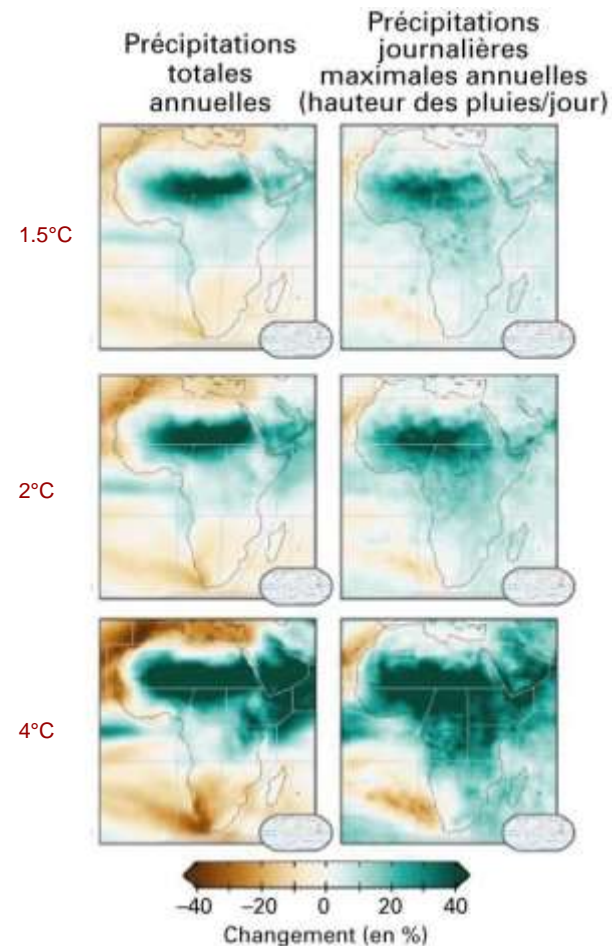 Précipitations
totales
annuelles
Précipitations
journalières
maximales annuelles
(hauteur des pluies/jour)
1.5°C
2°C
4°C
−40 −20 0 20 40
Changement (en %)